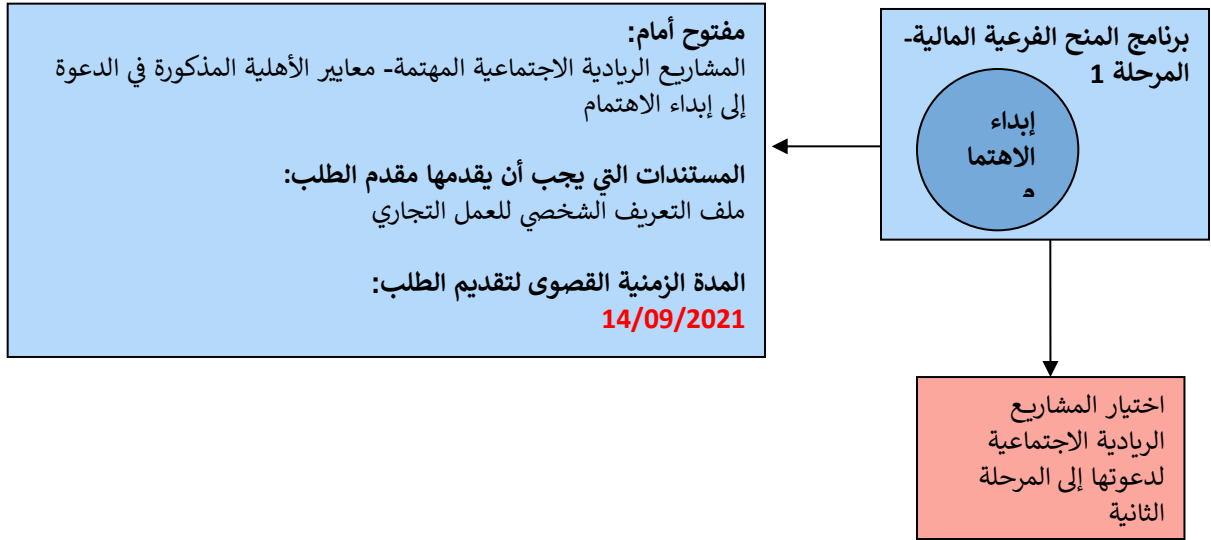 برنامج المنح الفرعية المالية-
المرحلة 1
إبداء
الاهتما
م
مفتوح أمام:
المشاريع الريادية الاجتماعية المهتمة- معايير الأهلية المذكورة في الدعوة
إلى إبداء الاهتمام
المستندات التي يجب أن يقدمها مقدم الطلب:
ملف التعريف الشخصي للعمل التجاري
المدة الزمنية القصوى لتقديم الطلب:
14/09/2021
اختيار المشاريع
الريادية الاجتماعية
لدعوتها إلى المرحلة
الثانية